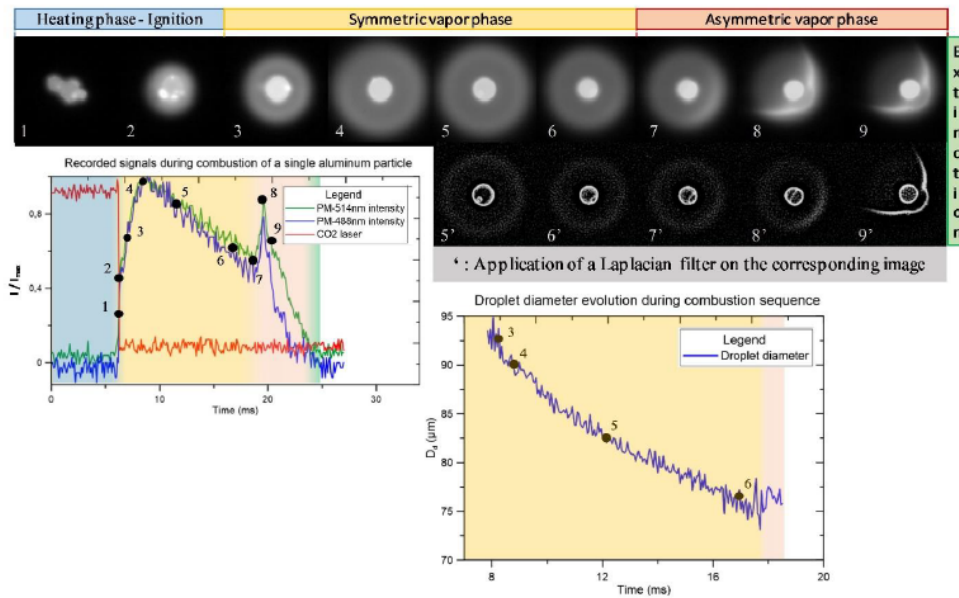 Heating phase - Ignition
Symmetric vapor phase
Asymmetric vapor phase
Extinction
1 2 3 4 5 6 7 8 9
Recorded signals during combustion of a single aluminum particle
Legend
PM-514nm intensity
PM-488nm intensity
CO2 laser
1
2
3
4
5
6
7
8
9
I/Imax
0,8
0,4
0
0 10 20 30
Time (ms)
5' 6' 7' 8' 9'
‘ : Application of a Laplacian filter on the corresponding image
Droplet diameter evolution during combustion sequence
Legend
Droplet diameter
3
4
5
6
Dd (μm)
95
90
85
80
75
70
8 12 16 20
Time (ms)